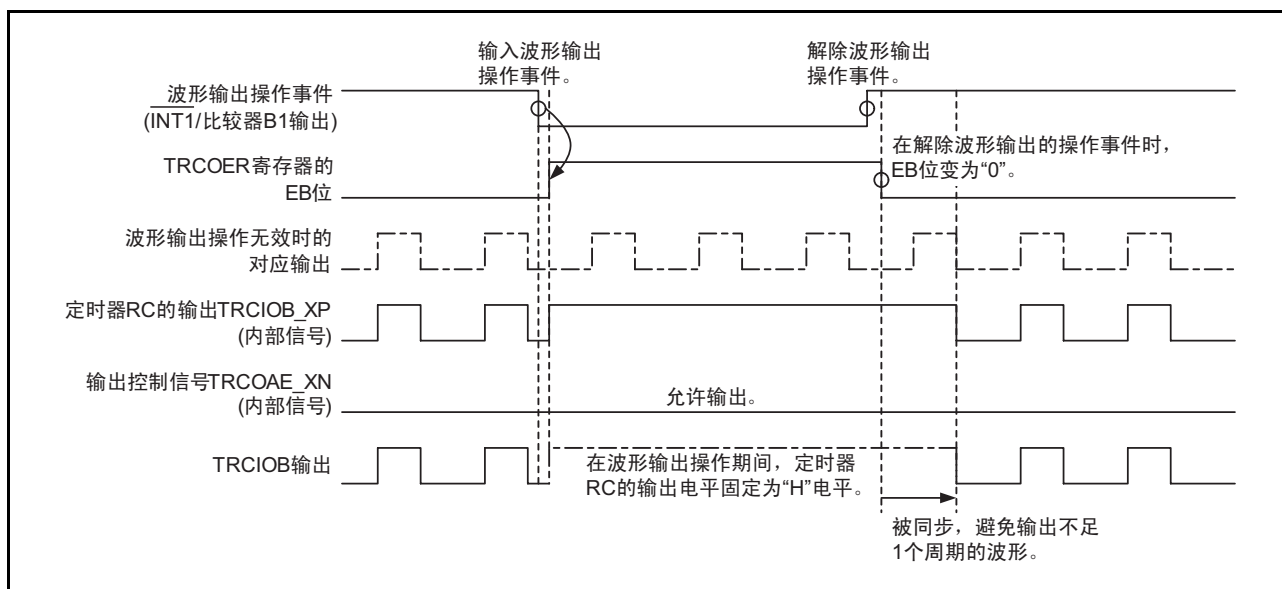 输入波形输出
操作事件。
解除波形输出
操作事件。
波形输出操作事件
(INT1/比较器B1输出)
在解除波形输出的操作事件时，
EB位变为“0”。
TRCOER寄存器的
EB位
波形输出操作无效时的
对应输出
定时器RC的输出TRCIOB_XP
(内部信号)
输出控制信号TRCOAE_XN
(内部信号)
允许输出。
TRCIOB输出
在波形输出操作期间，定时器
RC的输出电平固定为“H”电平。
被同步，避免输出不足
1个周期的波形。